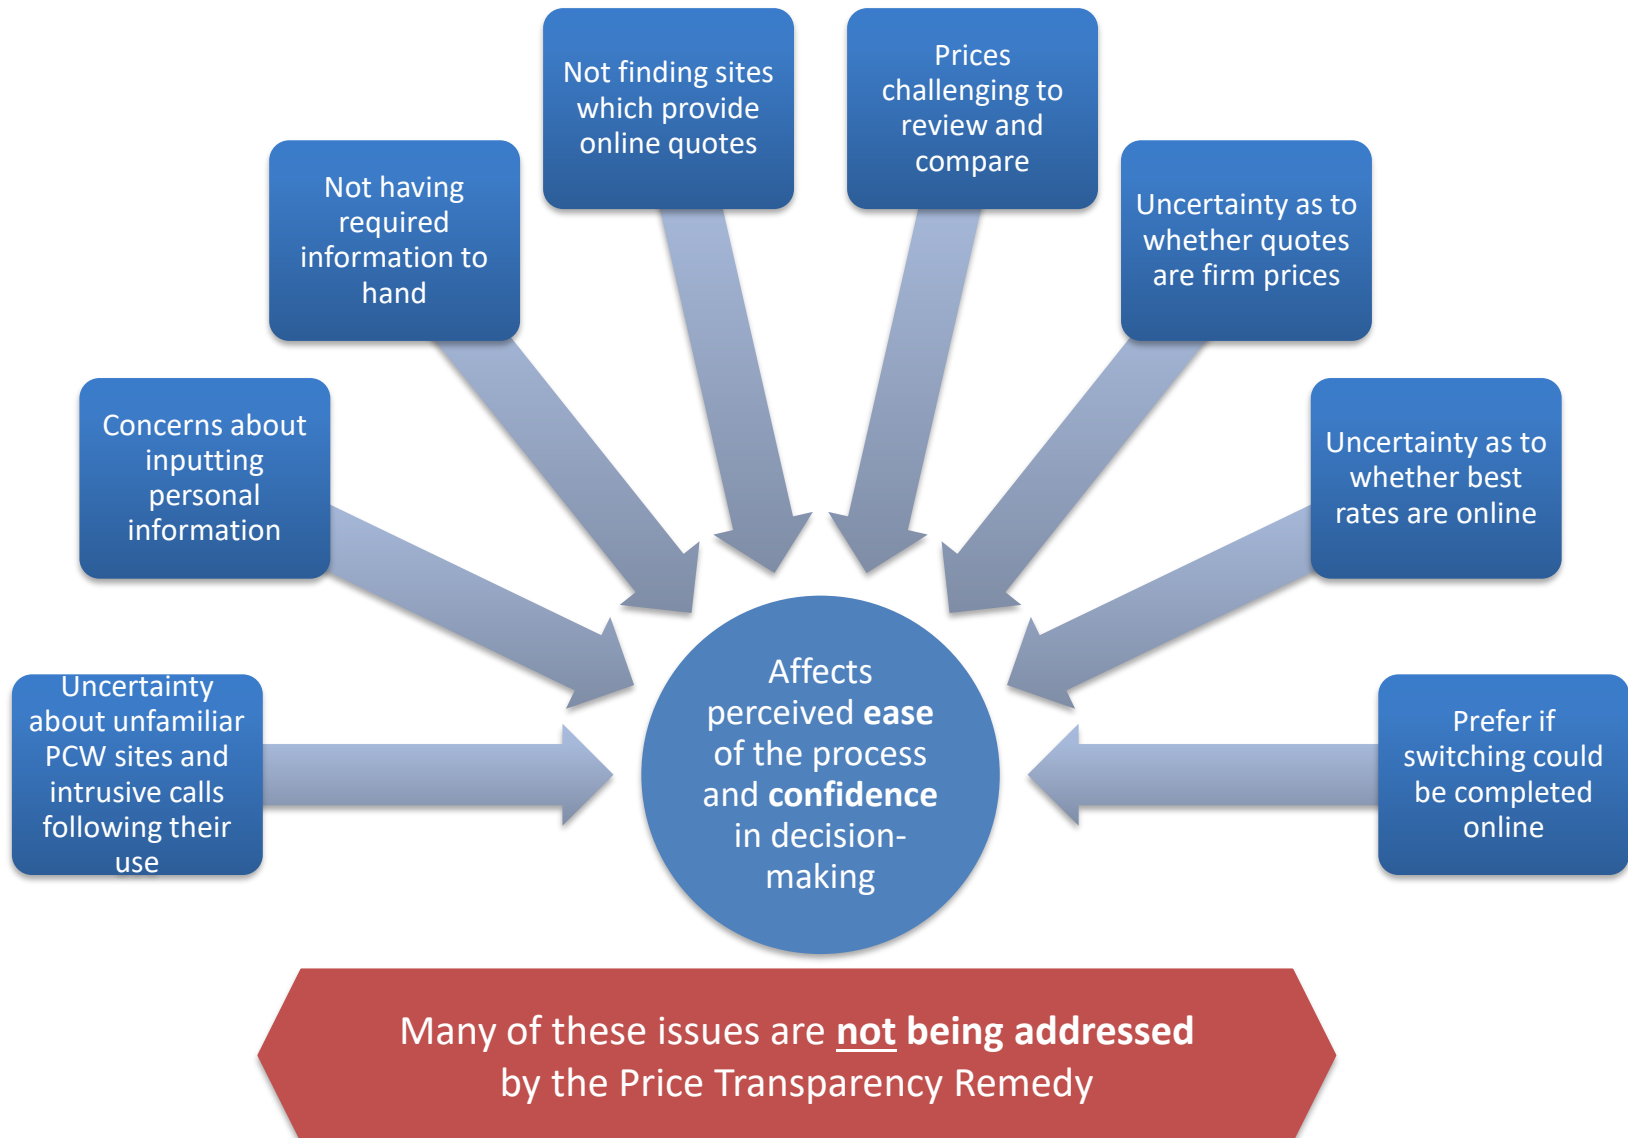 Not finding sites
which provide
online quotes
Prices
challenging to
review and
compare
Not having
required
information to
hand
Uncertainty as to
whether quotes
are firm prices
Concerns about
inputting
personal
information
Uncertainty as to
whether best
rates are online
Uncertainty
about unfamiliar
PCW sites and
intrusive calls
following their
use
Affects
perceived ease
of the process
and confidence
in decision-
making
Prefer if
switching could
be completed
online
Many of these issues are not being addressed
by the Price Transparency Remedy